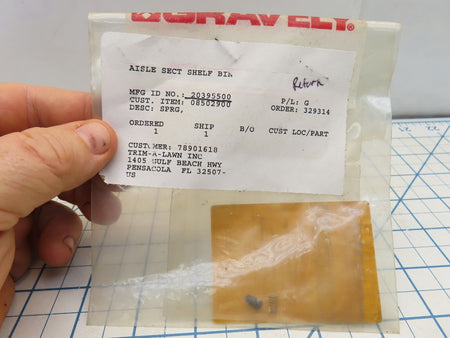 GRAVELY®
AISLE SECT SHELF BIN
Return
MFG ID NO.: 20395500
CUST. ITEM: 08502900 P/L: G
DESC: SPRG, ORDER: 329314
ORDERED SHIP B/O CUST LOC/PART
1 1
CUSTOMER: 78901618
TRIM-A-LAWN INC
1405 GULF BEACH HWY
PENSACOLA FL 32507-
US